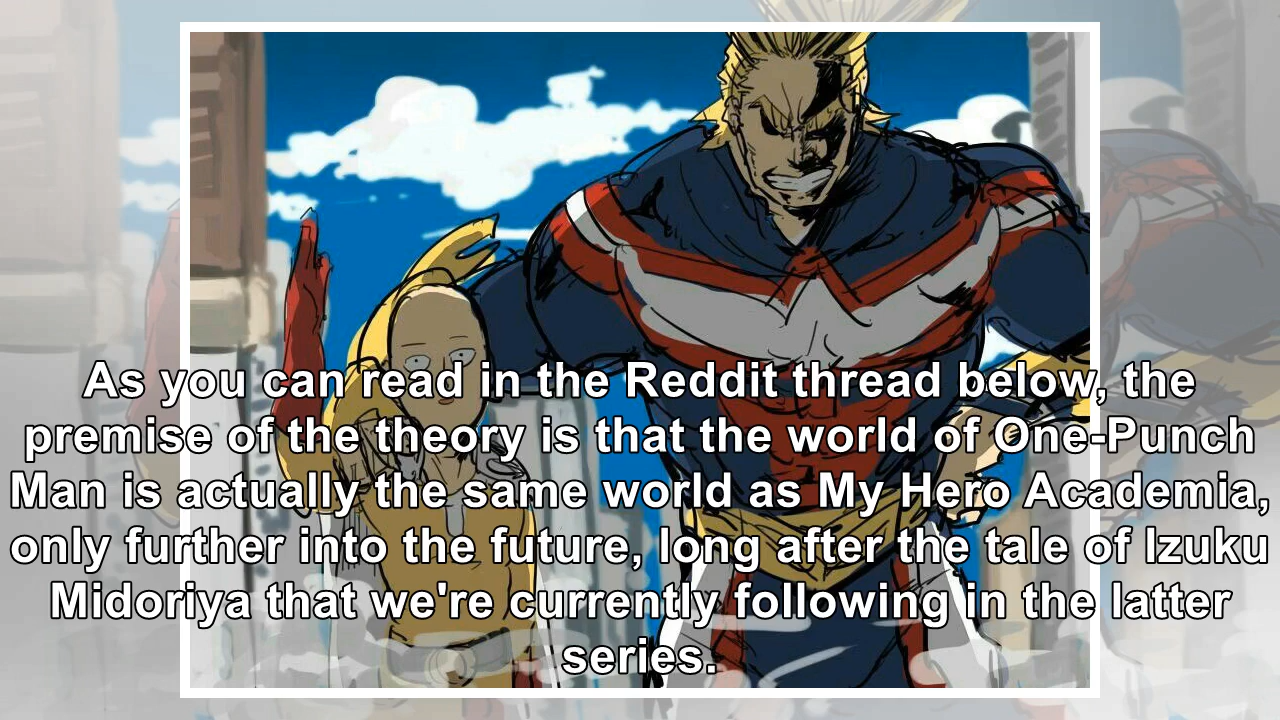 As you can read in the Reddit thread below, the
premise of the theory is that the world of One-Punch
Man is actually the same world as My Hero Academia,
only further into the future, long after the tale of Izuku
Midoriya that we're currently following in the latter
series.